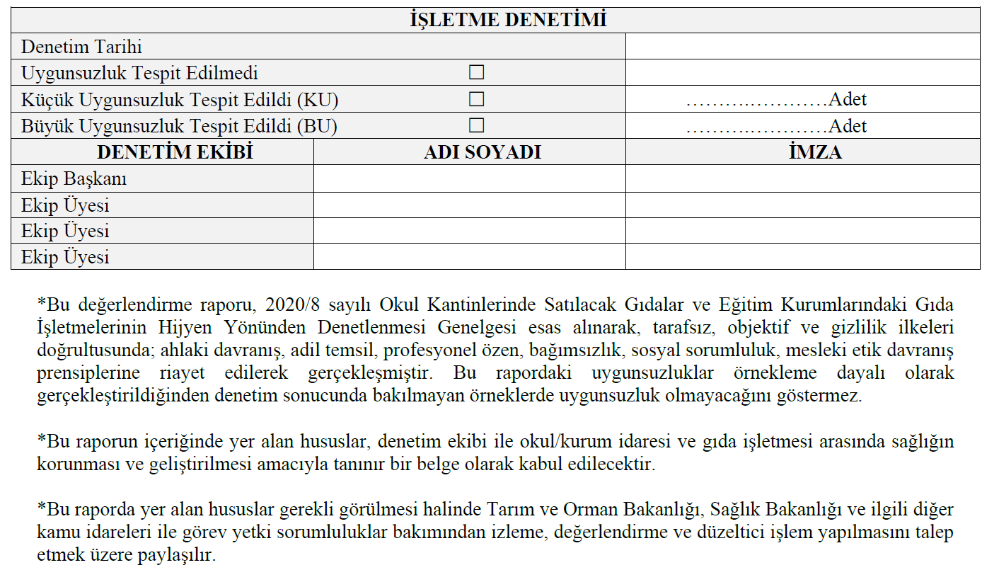 İŞLETME DENETİMİ
Denetim Tarihi
Uygunsuzluk Tespit Edilmedi ☐
Küçük Uygunsuzluk Tespit Edildi (KU) ☐ ……….…………Adet
Büyük Uygunsuzluk Tespit Edildi (BU) ☐ ……….…………Adet
DENETİM EKİBİ ADI SOYADI İMZA
Ekip Başkanı
Ekip Üyesi
Ekip Üyesi
Ekip Üyesi
*Bu değerlendirme raporu, 2020/8 sayılı Okul Kantinlerinde Satılacak Gıdalar ve Eğitim Kurumlarındaki Gıda
İşletmelerinin Hijyen Yönünden Denetlenmesi Genelgesi esas alınarak, tarafsız, objektif ve gizlilik ilkeleri
doğrultusunda; ahlaki davranış, adil temsil, profesyonel özen, bağımsızlık, sosyal sorumluluk, mesleki etik davranış
prensiplerine riayet edilerek gerçekleşmiştir. Bu rapordaki uygunsuzluklar örnekleme dayalı olarak
gerçekleştirildiğinden denetim sonucunda bakılmayan örneklerde uygunsuzluk olmayacağını göstermez.
*Bu raporun içeriğinde yer alan hususlar, denetim ekibi ile okul/kurum idaresi ve gıda işletmesi arasında sağlığın
korunması ve geliştirilmesi amacıyla tanınır bir belge olarak kabul edilecektir.
*Bu raporda yer alan hususlar gerekli görülmesi halinde Tarım ve Orman Bakanlığı, Sağlık Bakanlığı ve ilgili diğer
kamu idareleri ile görev yetki sorumluluklar bakımından izleme, değerlendirme ve düzeltici işlem yapılmasını talep
etmek üzere paylaşılır.